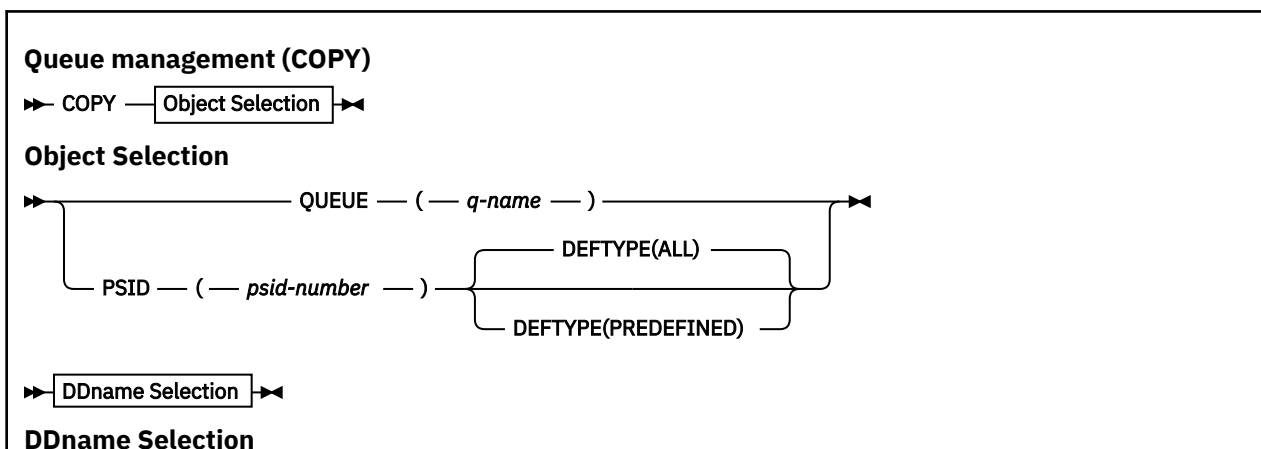 Queue management (COPY)
COPY Object Selection
Object Selection
QUEUE ( q-name )
DEFTYPE(ALL)
PSID ( psid-number )
DEFTYPE(PREDEFINED)
DDname Selection
DDname Selection